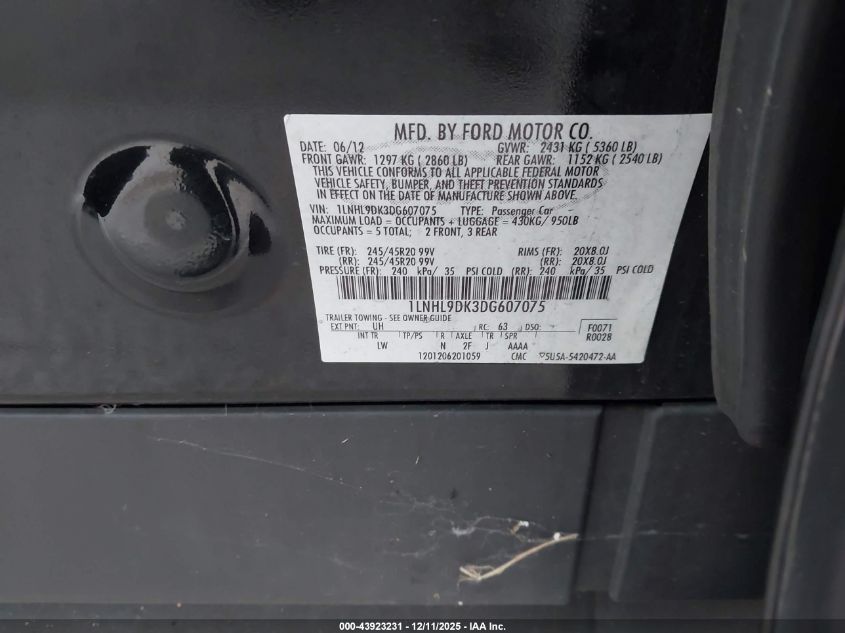 MFD. BY FORD MOTOR CO.
DATE: 06/12 GVWR: 2431 KG ( 5360 LB)
FRONT GAWR: 1297 KG ( 2860 LB) REAR GAWR: 1152 KG ( 2540 LB)
THIS VEHICLE CONFORMS TO ALL APPLICABLE FEDERAL MOTOR
VEHICLE SAFETY, BUMPER, AND THEFT PREVENTION STANDARDS
IN EFFECT ON THE DATE OF MANUFACTURE SHOWN ABOVE.
VIN: 1LNHL9DK3DG607075 TYPE: Passenger Car
MAXIMUM LOAD = OCCUPANTS + LUGGAGE = 430KG/ 950LB
OCCUPANTS = 5 TOTAL; 2 FRONT, 3 REAR
TIRE (FR): 245/45R20 99V RIMS (FR): 20X8.0J
(RR): 245/45R20 99V (RR): 20X8.0J
PRESSURE (FR): 240 kPa/ 35 PSI COLD (RR): 240 kPa/ 35 PSI COLD
1LNHL9DK3DG607075
TRAILER TOWING - SEE OWNER GUIDE
EXT PNT: UH RC: 63 DSO: F0071
INT TR TP/PS R AXLE TR SPR R0028
LW N 2F J AAAA
1201206201059 CMC ▽5U5A-5420472-AA
000-43923231 - 12/11/2025 - IAA Inc.